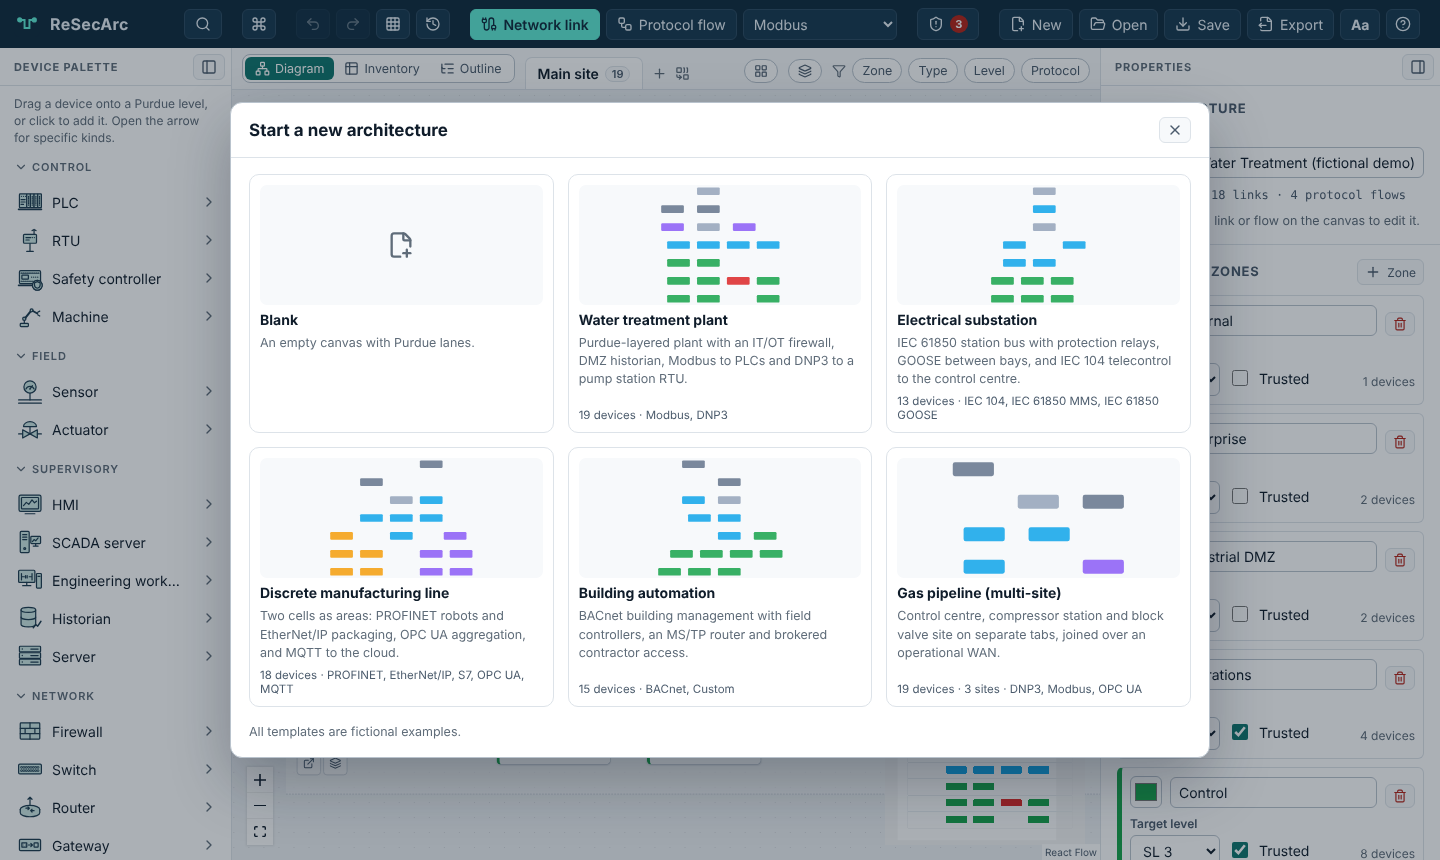 ReSecArc
Network link
Protocol flow
Modbus
3
New
Open
Save
Export
Aa
DEVICE PALETTE
Diagram
Inventory
Outline
Main site 19
Zone
Type
Level
Protocol
PROPERTIES
Drag a device onto a Purdue level,
or click to add it. Open the arrow
for specific kinds.
CONTROL
PLC
RTU
Safety controller
Machine
FIELD
Sensor
Actuator
SUPERVISORY
HMI
SCADA server
Engineering work...
Historian
Server
NETWORK
Firewall
Switch
Router
Gateway
Start a new architecture
Blank
An empty canvas with Purdue lanes.
Water treatment plant
Purdue-layered plant with an IT/OT firewall,
DMZ historian, Modbus to PLCs and DNP3 to a
pump station RTU.
19 devices · Modbus, DNP3
Electrical substation
IEC 61850 station bus with protection relays,
GOOSE between bays, and IEC 104 telecontrol
to the control centre.
13 devices · IEC 104, IEC 61850 MMS, IEC 61850
GOOSE
Discrete manufacturing line
Two cells as areas: PROFINET robots and
EtherNet/IP packaging, OPC UA aggregation,
and MQTT to the cloud.
18 devices · PROFINET, EtherNet/IP, S7, OPC UA,
MQTT
Building automation
BACnet building management with field
controllers, an MS/TP router and brokered
contractor access.
15 devices · BACnet, Custom
Gas pipeline (multi-site)
Control centre, compressor station and block
valve site on separate tabs, joined over an
operational WAN.
19 devices · 3 sites · DNP3, Modbus, OPC UA
All templates are fictional examples.
TURE
ater Treatment (fictional demo)
18 links · 4 protocol flows
link or flow on the canvas to edit it.
ZONES
Zone
rnal
Trusted
1 devices
rprise
Trusted
2 devices
strial DMZ
Trusted
2 devices
rations
Trusted
4 devices
Control
Target level
SL 3
Trusted
8 devices
React Flow